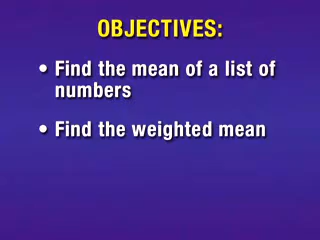 OBJECTIVES:
• Find the mean of a list of
numbers
• Find the weighted mean